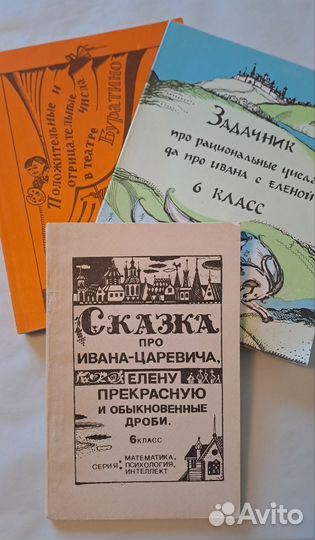 Положительные и
отрицательные числа
в театре
Буратино
Задачник
про рациональные числа
да про Ивана с Еленой
6 класс
Сказка
про
Ивана-царевича,
Елену
Прекрасную
и обыкновенные
дроби.
6 класс
серия: математика,
психология,
интеллект
Avito